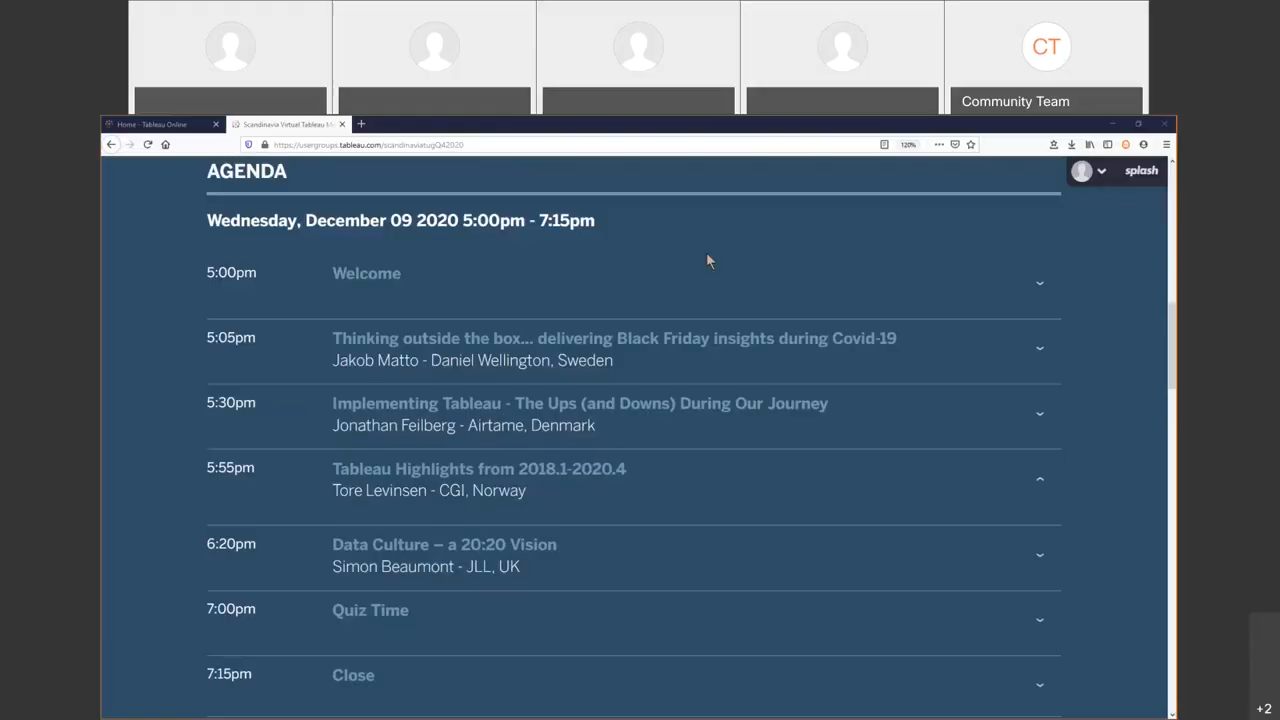 CT
Community Team
Home - Tableau Online
Scandinavia Virtual Tableau M
https://usergroups.tableau.com/scandinaviatugQ42020
120%
AGENDA
splash
Wednesday, December 09 2020 5:00pm - 7:15pm
5:00pm Welcome
5:05pm Thinking outside the box... delivering Black Friday insights during Covid-19
Jakob Matto - Daniel Wellington, Sweden
5:30pm Implementing Tableau - The Ups (and Downs) During Our Journey
Jonathan Feilberg - Airtame, Denmark
5:55pm Tableau Highlights from 2018.1-2020.4
Tore Levinsen - CGI, Norway
6:20pm Data Culture – a 20:20 Vision
Simon Beaumont - JLL, UK
7:00pm Quiz Time
7:15pm Close
+2